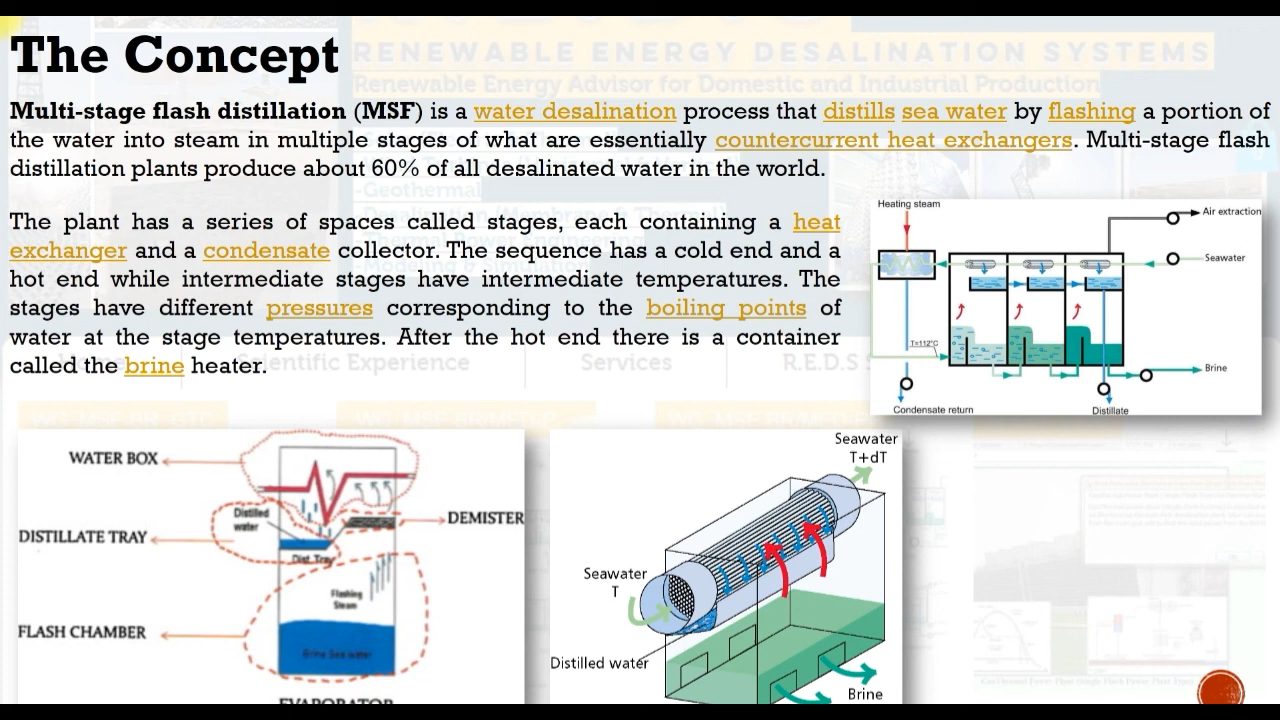 The Concept
RENEWABLE ENERGY DESALINATION SYSTEMS
Renewable Energy Advisor for Domestic and Industrial Production
Multi-stage flash distillation (MSF) is a water desalination process that distills sea water by flashing a portion of
the water into steam in multiple stages of what are essentially countercurrent heat exchangers. Multi-stage flash
distillation plants produce about 60% of all desalinated water in the world.
-Geothermal
The plant has a series of spaces called stages, each containing a heat
exchanger and a condensate collector. The sequence has a cold end and a
hot end while intermediate stages have intermediate temperatures. The
stages have different pressures corresponding to the boiling points of
water at the stage temperatures. After the hot end there is a container
called the brine heater.
Scientific Experience
Services
R.E.D.S
Heating steam
Air extraction
Seawater
T=112°C
Brine
Condensate return
Distillate
WATER BOX
Distilled
water
DEMISTER
DISTILLATE TRAY
Dist. Tray
Flashing
Steam
FLASH CHAMBER
Brine Sea water
EVAPORATOR
Seawater
T+dT
Seawater
T
Distilled water
Brine